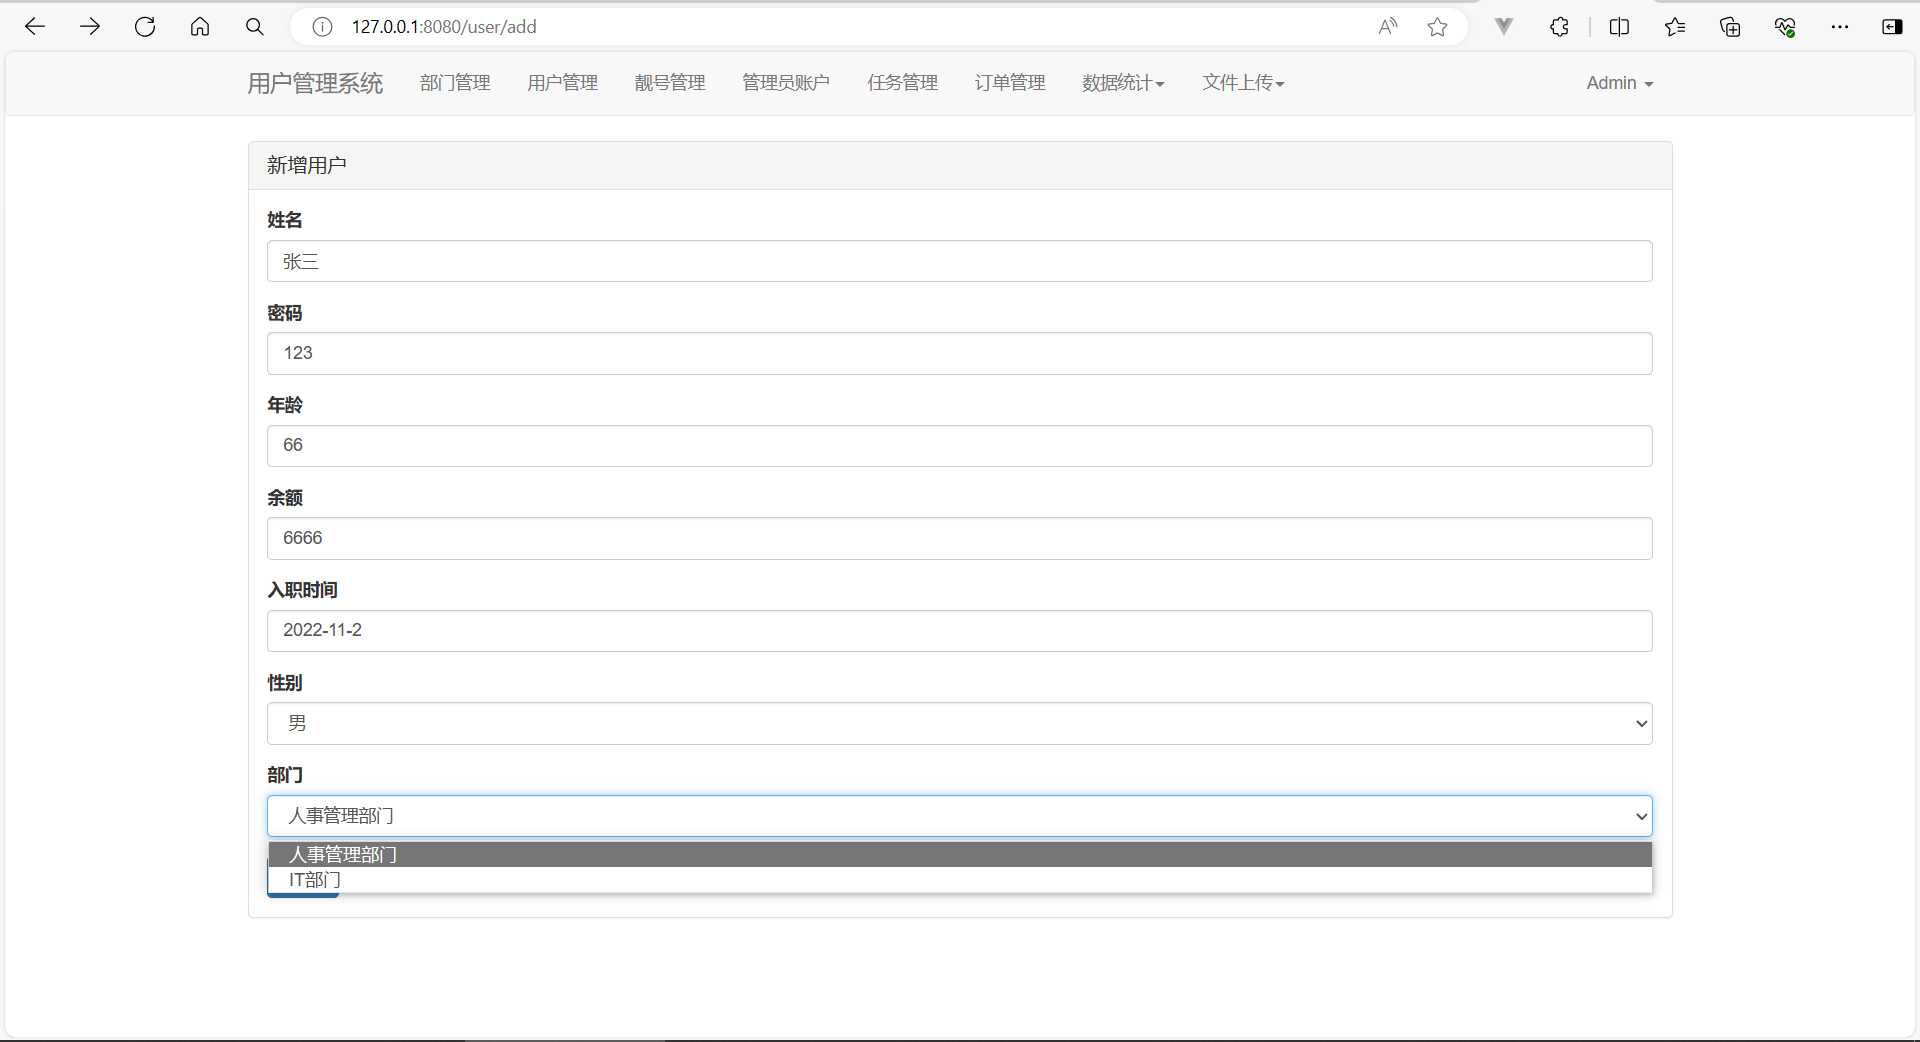 127.0.0.1:8080/user/add
用户管理系统 部门管理 用户管理 靓号管理 管理员账户 任务管理 订单管理 数据统计 文件上传 Admin
新增用户
姓名
张三
密码
123
年龄
66
余额
6666
入职时间
2022-11-2
性别
男
部门
人事管理部门
人事管理部门
IT部门